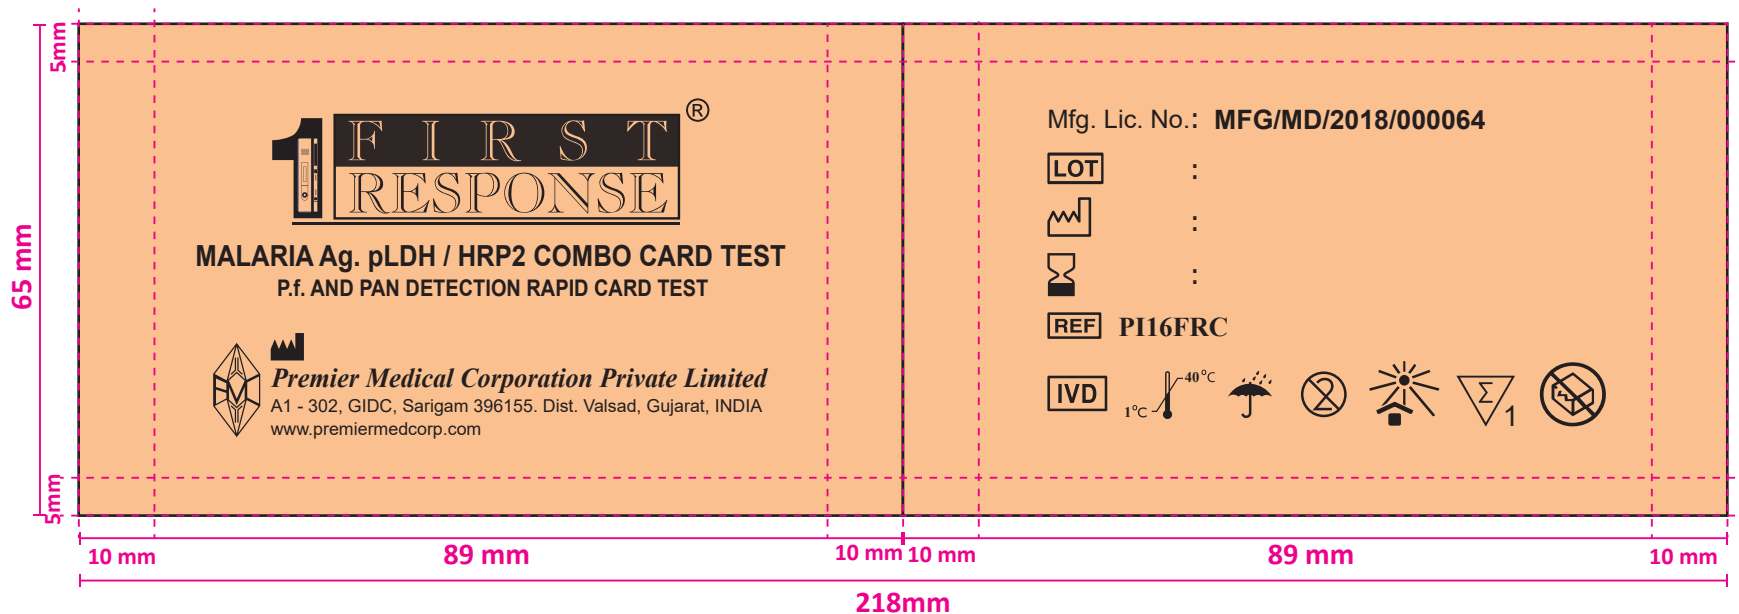 5mm
65 mm
5mm
1 FIRST
RESPONSE ®
MALARIA Ag. pLDH / HRP2 COMBO CARD TEST
P.f. AND PAN DETECTION RAPID CARD TEST
PMC
Premier Medical Corporation Private Limited
A1 - 302, GIDC, Sarigam 396155. Dist. Valsad, Gujarat, INDIA
www.premiermedcorp.com
Mfg. Lic. No.: MFG/MD/2018/000064
LOT :
:
:
REF PI16FRC
IVD 1°C 40°C 2 Σ 1
10 mm 89 mm 10 mm 10 mm 89 mm 10 mm
218mm